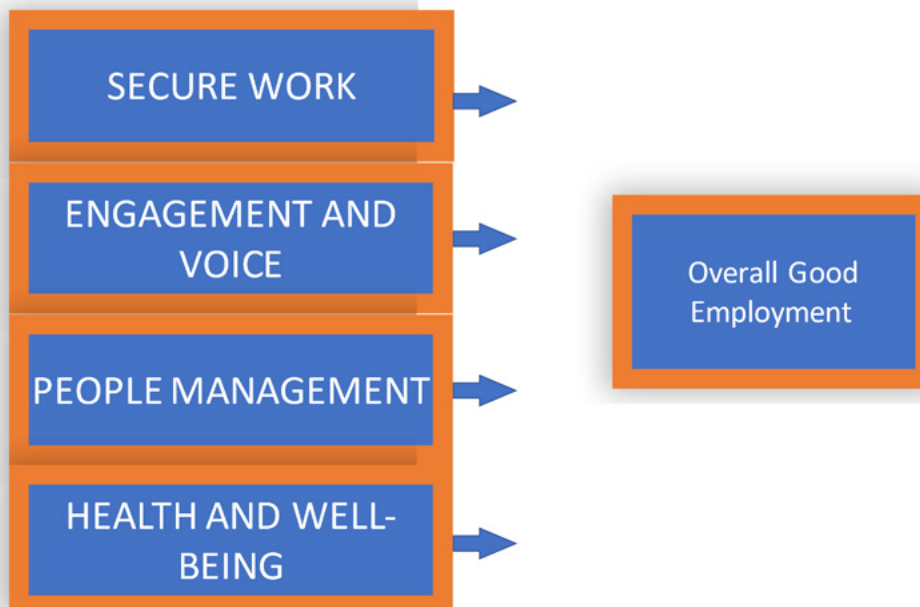 SECURE WORK
ENGAGEMENT AND
VOICE
PEOPLE MANAGEMENT
HEALTH AND WELL-
BEING
Overall Good
Employment